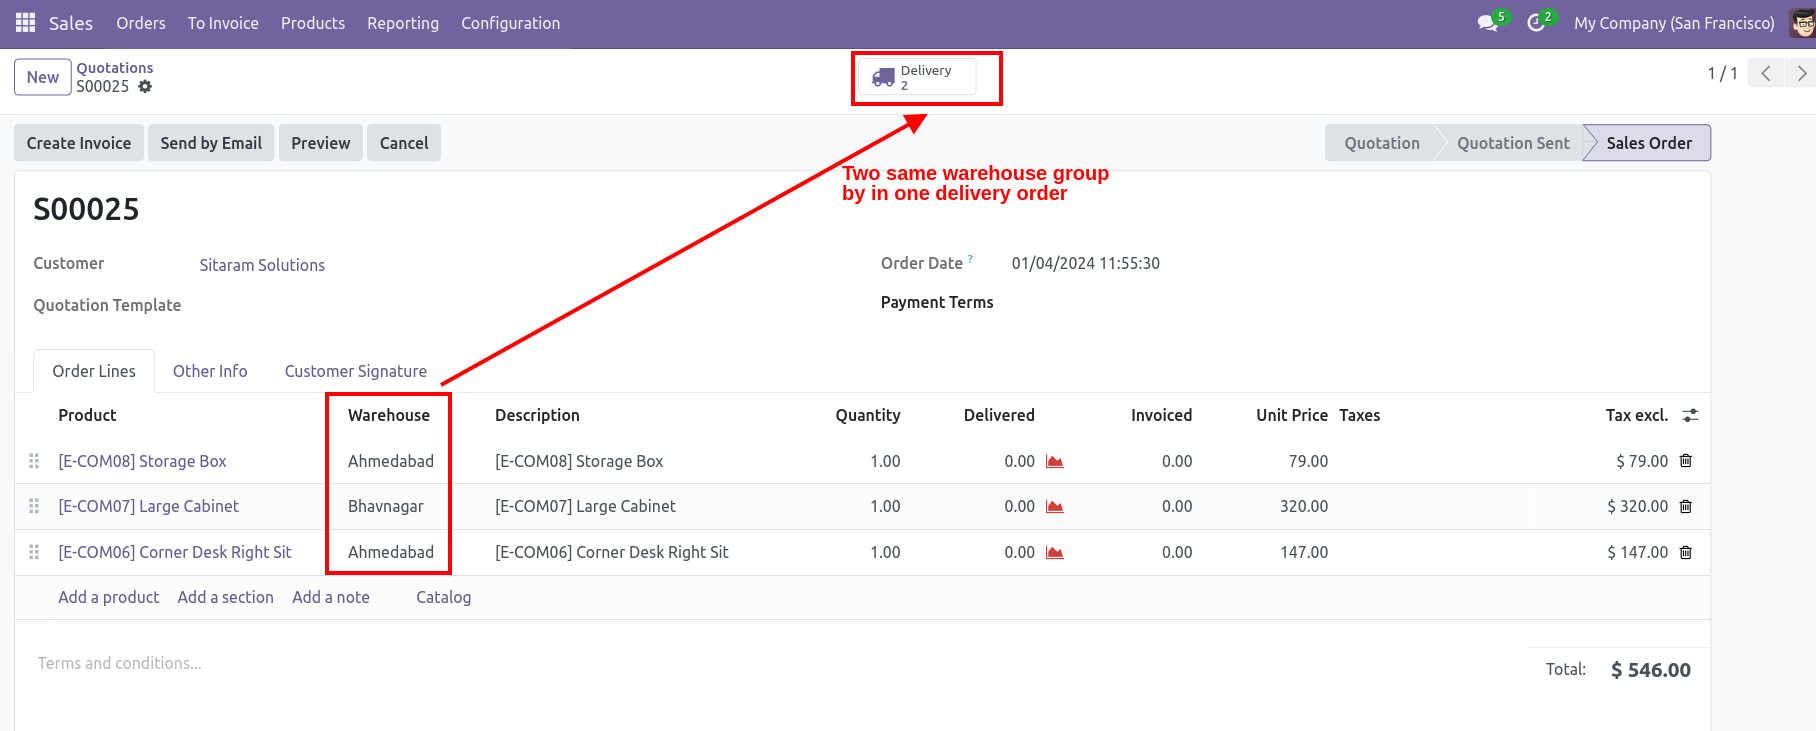 Sales Orders To Invoice Products Reporting Configuration 5 2 My Company (San Francisco)
New Quotations
S00025
Delivery
2
1 / 1
Create Invoice Send by Email Preview Cancel Quotation Quotation Sent Sales Order
Two same warehouse group
by in one delivery order
S00025
Customer Sitaram Solutions Order Date ? 01/04/2024 11:55:30
Quotation Template Payment Terms
Order Lines Other Info Customer Signature
Product Warehouse Description Quantity Delivered Invoiced Unit Price Taxes Tax excl.
[E-COM08] Storage Box Ahmedabad [E-COM08] Storage Box 1.00 0.00 0.00 79.00 $ 79.00
[E-COM07] Large Cabinet Bhavnagar [E-COM07] Large Cabinet 1.00 0.00 0.00 320.00 $ 320.00
[E-COM06] Corner Desk Right Sit Ahmedabad [E-COM06] Corner Desk Right Sit 1.00 0.00 0.00 147.00 $ 147.00
Add a product Add a section Add a note Catalog
Terms and conditions...
Total: $ 546.00